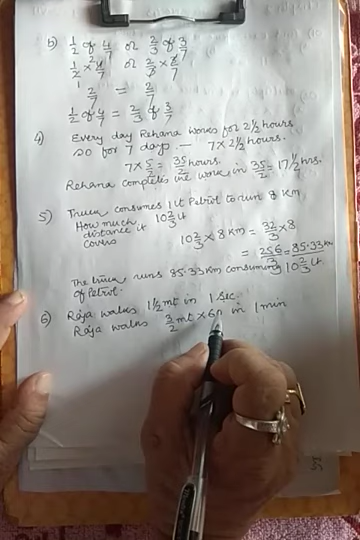 b) 1/2 of 4/7 or 2/3 of 3/7
1/2 × 4/7 2 or 2/3 × 3/7
1 2/7 = 2/7
1/2 of 4/7 = 2/3 of 3/7
4) Every day Rehana works for 2 1/2 hours.
so for 7 days — 7 × 2 1/2 hours.
7 × 5/2 = 35/2 hours.
Rehana completes the work in 35/2 = 17 1/2 hrs.
5) Truck consumes 1 lt Petrol to run 8 KM
How much 10 2/3 lt
distance it
covers
10 2/3 × 8 KM = 32/3 × 8
= 256/3 = 85.33 KM
The truck runs 85.33 KM consuming 10 2/3 lt
of Petrol.
6) Raja walks 1 1/2 mt in 1 Sec.
Raja walks 3/2 mt × 60 in 1 min